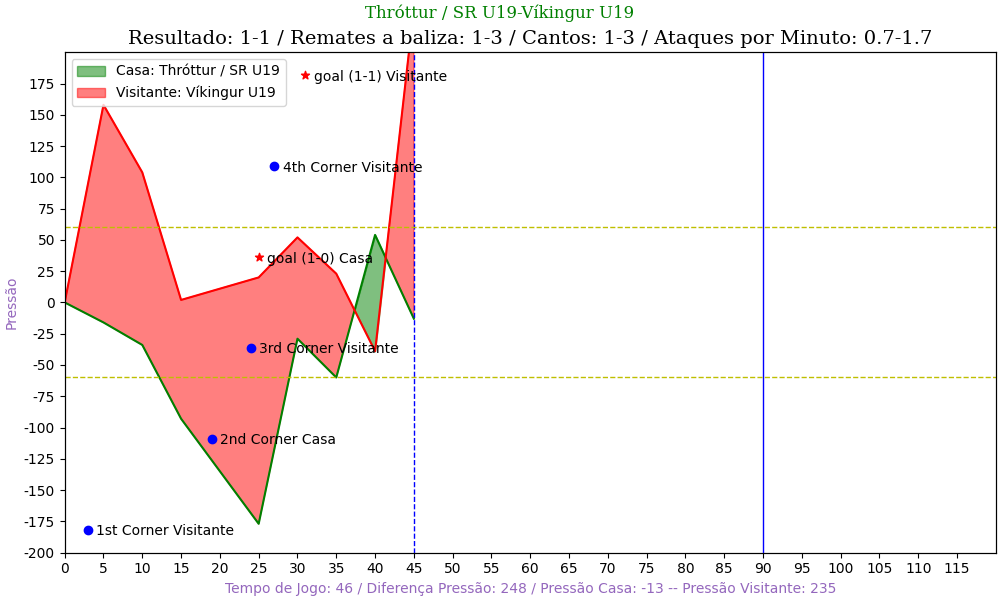 Thróttur / SR U19-Víkingur U19
Resultado: 1-1 / Remates a baliza: 1-3 / Cantos: 1-3 / Ataques por Minuto: 0.7-1.7
Casa: Thróttur / SR U19
Visitante: Víkingur U19
goal (1-1) Visitante
4th Corner Visitante
goal (1-0) Casa
3rd Corner Visitante
2nd Corner Casa
1st Corner Visitante
Pressão
175
150
125
100
75
50
25
0
-25
-50
-75
-100
-125
-150
-175
-200
0 5 10 15 20 25 30 35 40 45 50 55 60 65 70 75 80 85 90 95 100 105 110 115
Tempo de Jogo: 46 / Diferença Pressão: 248 / Pressão Casa: -13 -- Pressão Visitante: 235